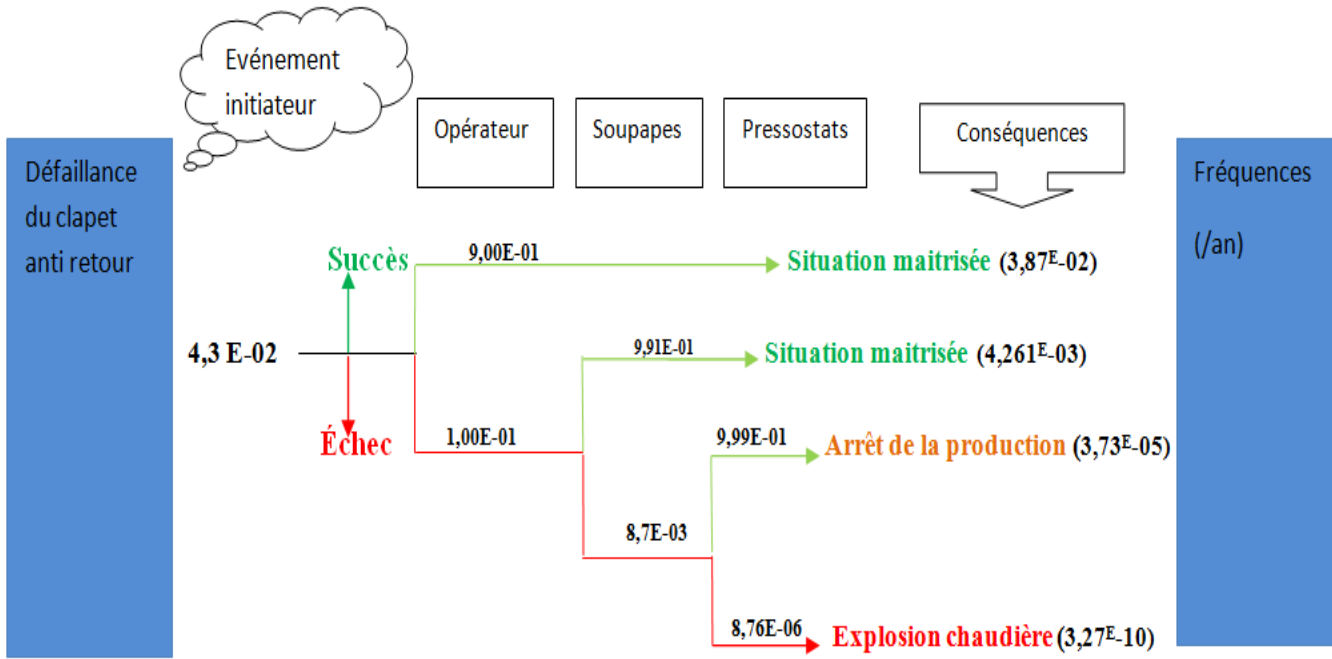 Evénement
initiateur
Opérateur
Soupapes
Pressostats
Conséquences
Défaillance
du clapet
anti retour
Fréquences
(/an)
Succès
9,00E-01
Situation maitrisée (3,87E-02)
4,3 E-02
9,91E-01
Situation maitrisée (4,261E-03)
Échec
1,00E-01
9,99E-01
Arrêt de la production (3,73E-05)
8,7E-03
8,76E-06
Explosion chaudière (3,27E-10)